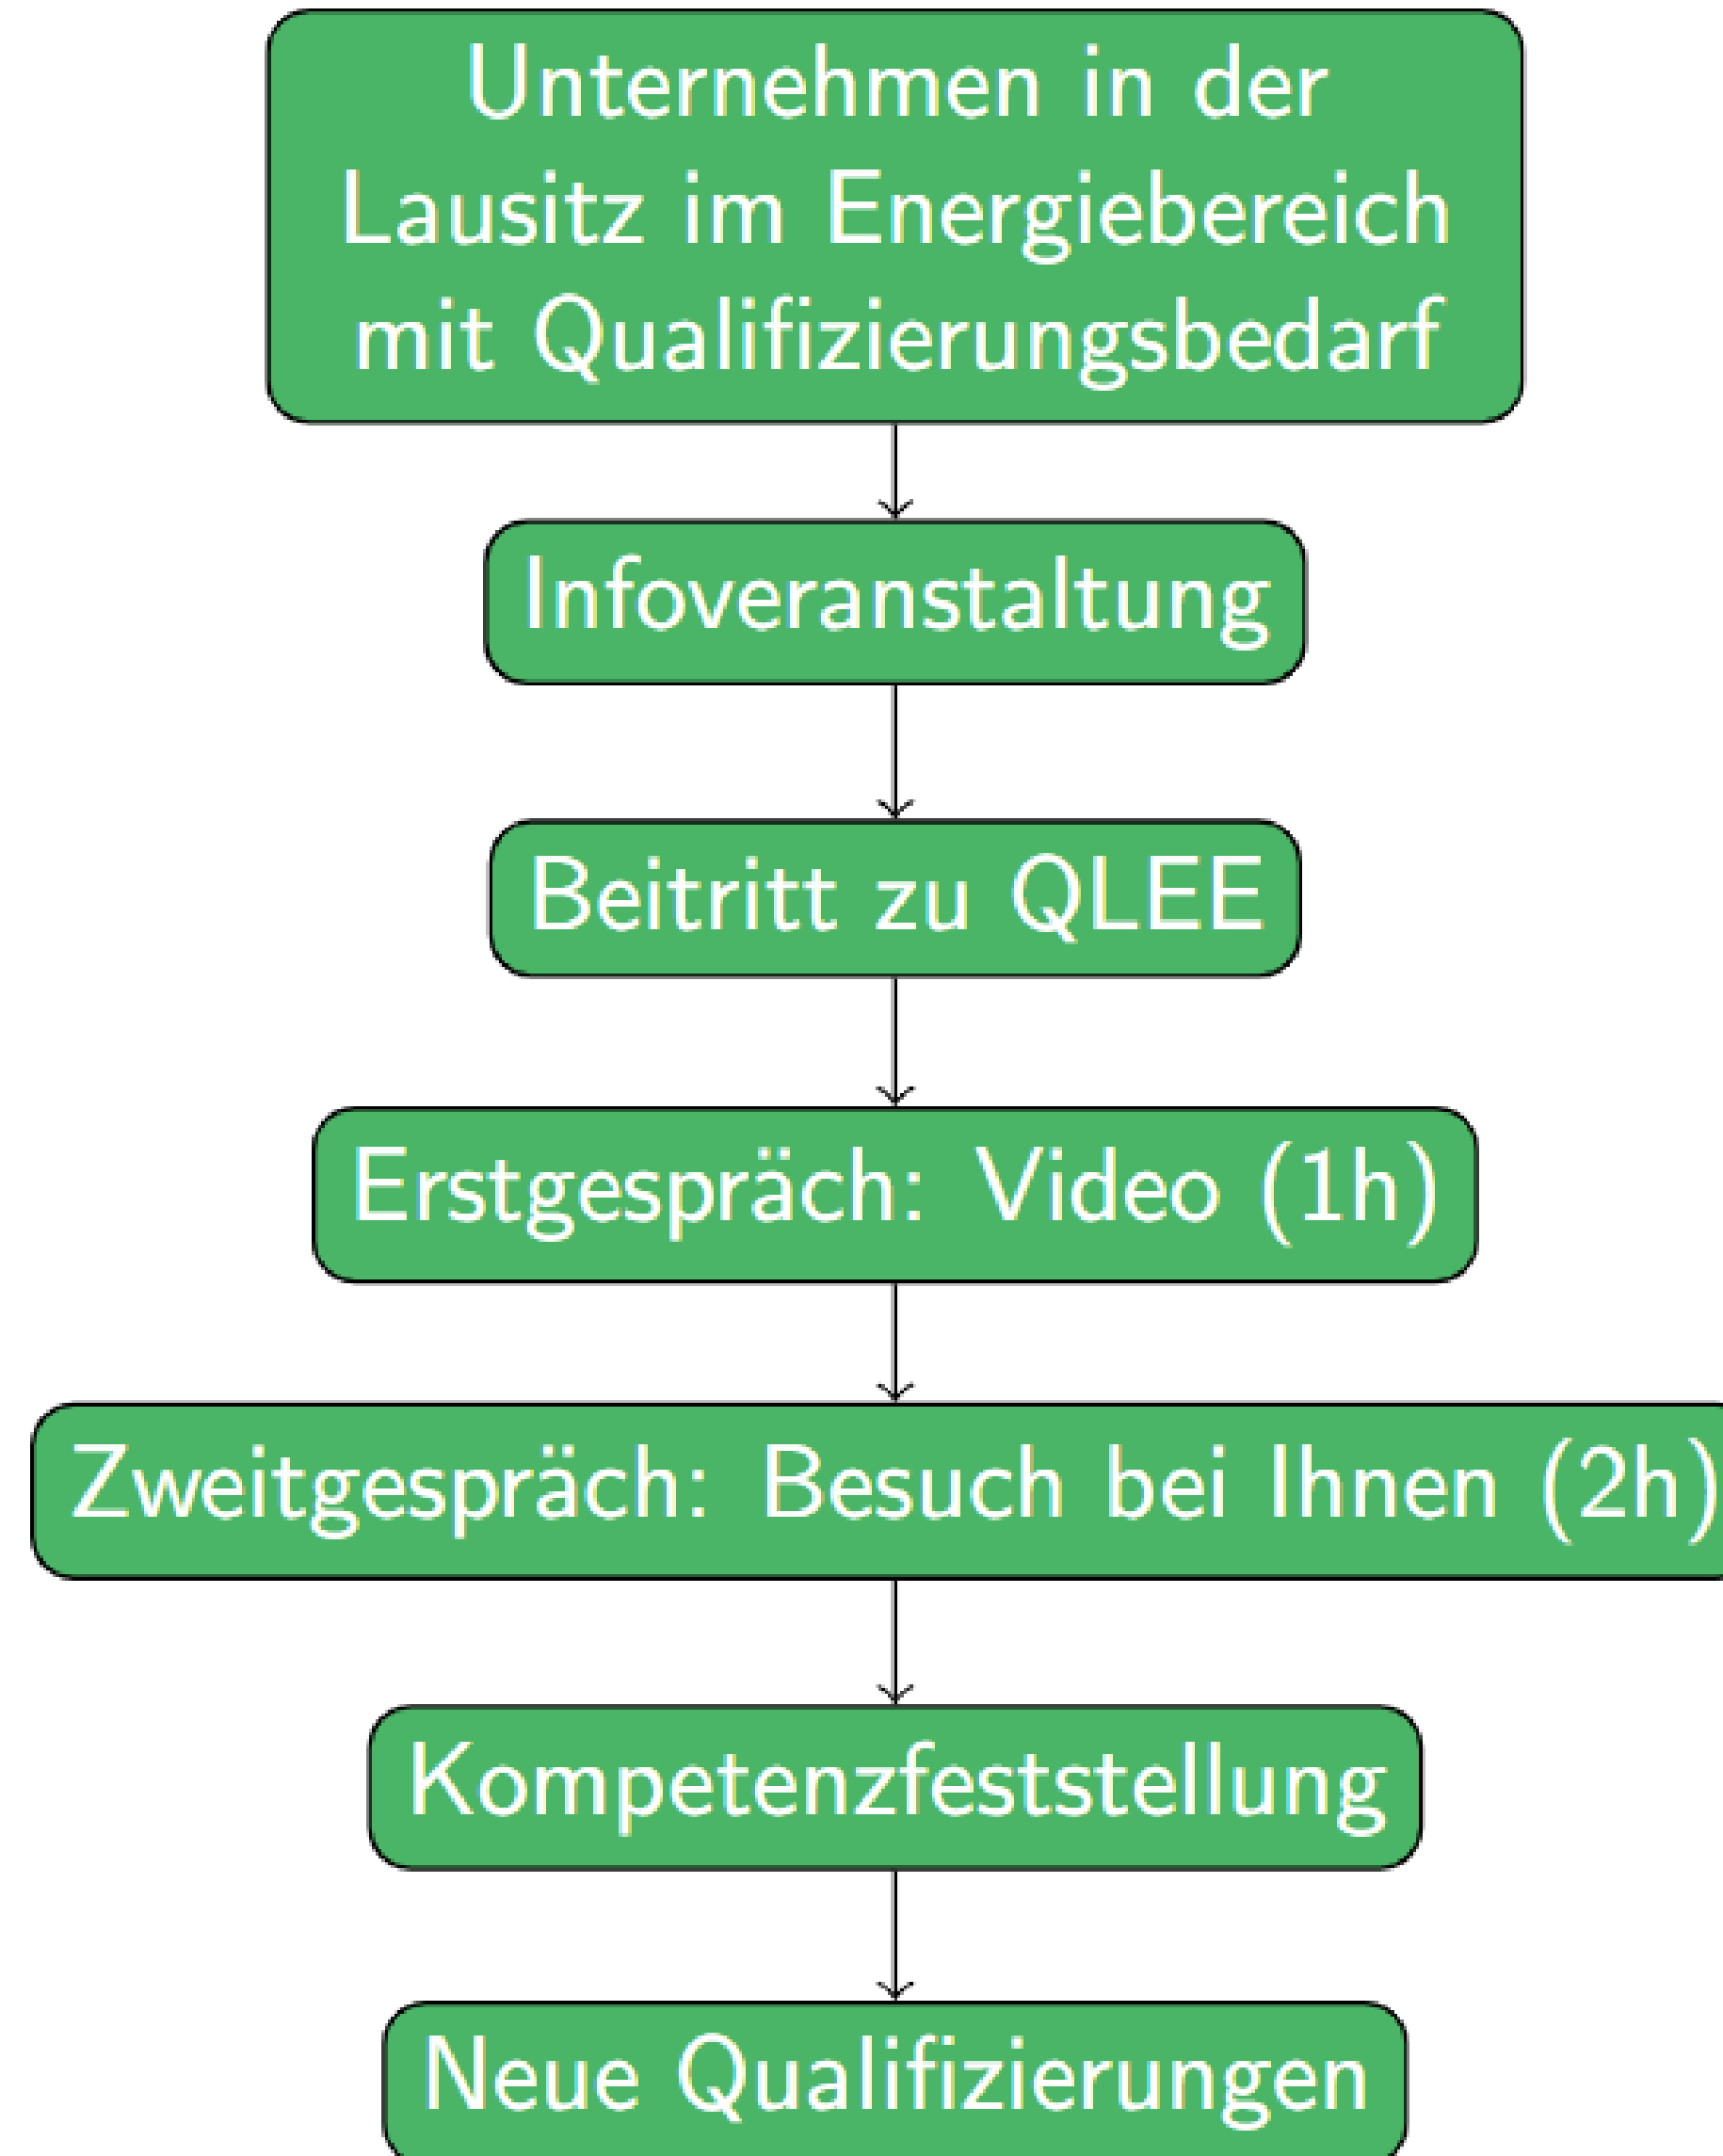 Unternehmen in der
Lausitz im Energiebereich
mit Qualifizierungsbedarf
Infoveranstaltung
Beitritt zu QLEE
Erstgespräch: Video (1h)
Zweitgespräch: Besuch bei Ihnen (2h)
Kompetenzfeststellung
Neue Qualifizierungen